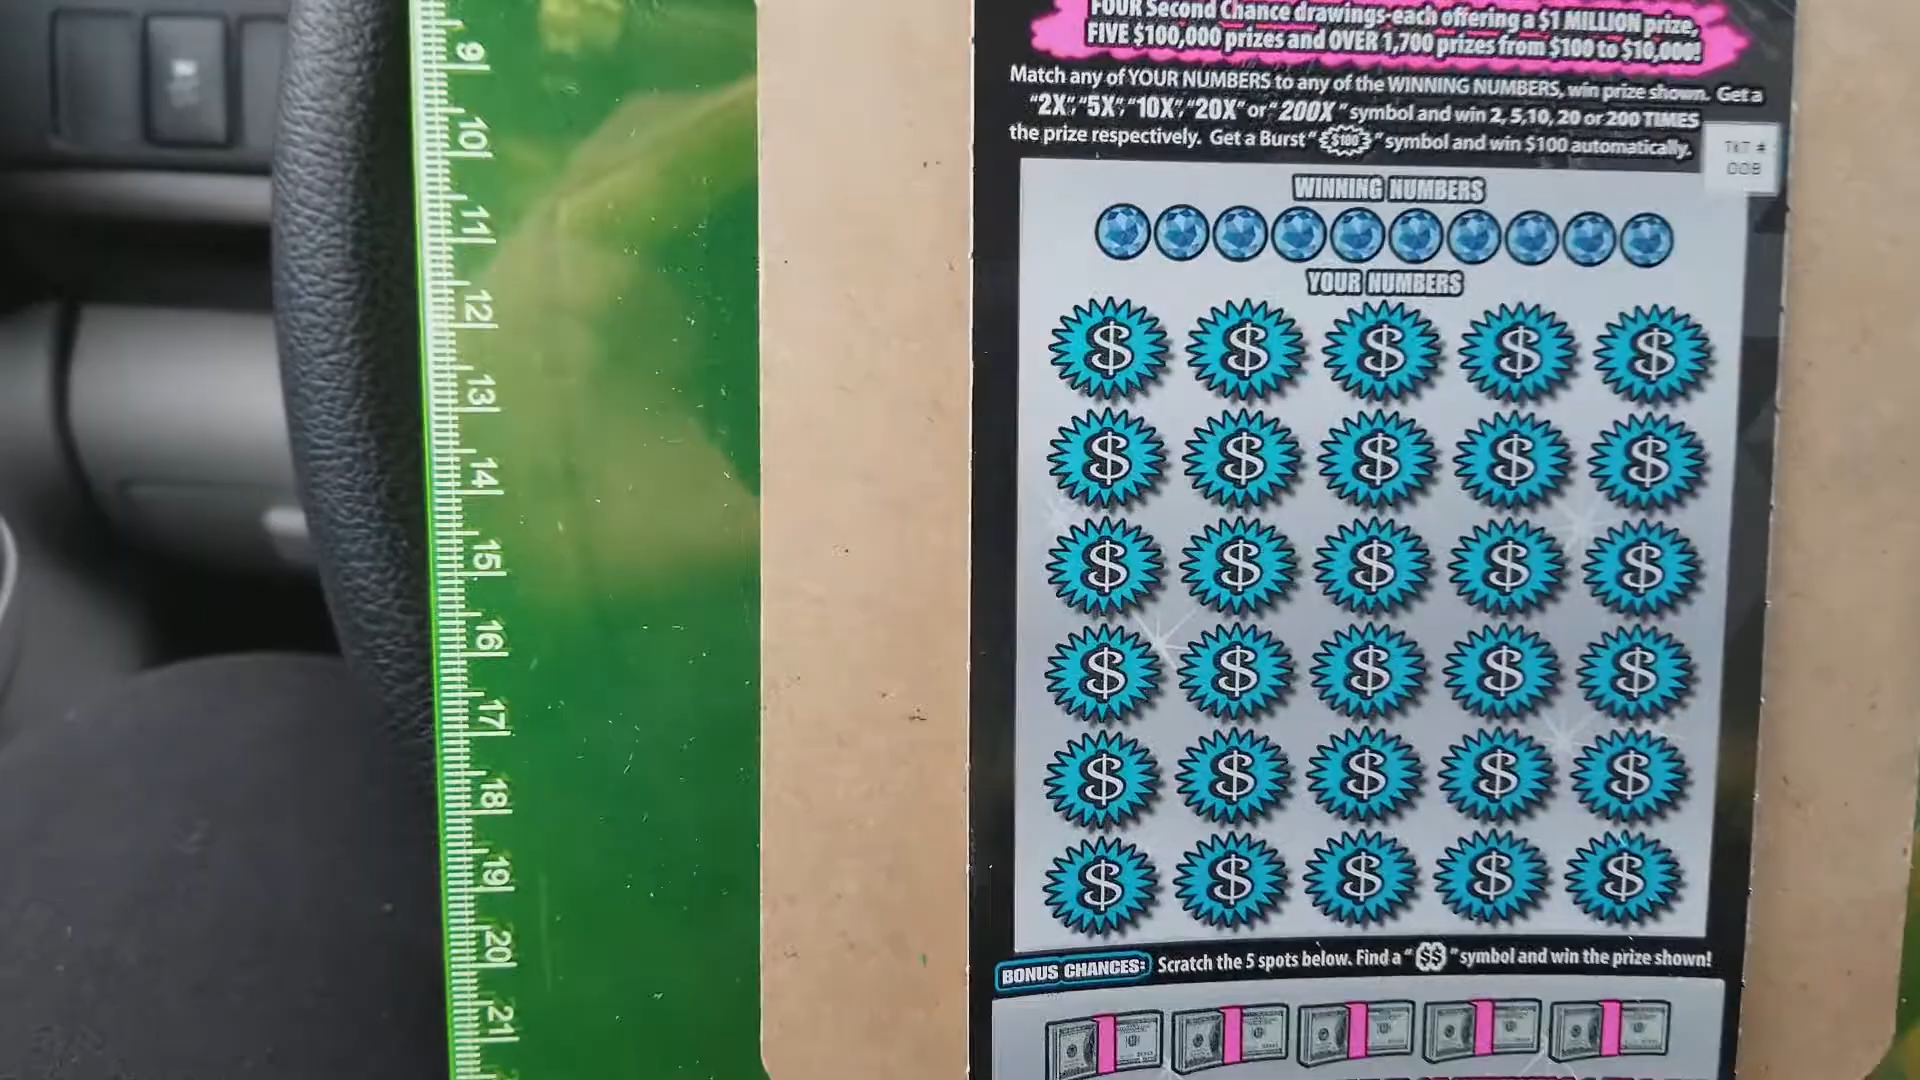 FOUR Second Chance drawings-each offering a $1 MILLION prize,
FIVE $100,000 prizes and OVER 1,700 prizes from $100 to $10,000!
Match any of YOUR NUMBERS to any of the WINNING NUMBERS, win prize shown. Get a
"2X", "5X", "10X", "20X" or "200X" symbol and win 2, 5, 10, 20 or 200 TIMES
the prize respectively. Get a Burst "$100" symbol and win $100 automatically.
TKT #
008
WINNING NUMBERS
YOUR NUMBERS
$ $ $ $ $
$ $ $ $ $
$ $ $ $ $
$ $ $ $ $
$ $ $ $ $
$ $ $ $ $
BONUS CHANCES: Scratch the 5 spots below. Find a "$$" symbol and win the prize shown!
9
10
11
12
13
14
15
16
17
18
19
20
21